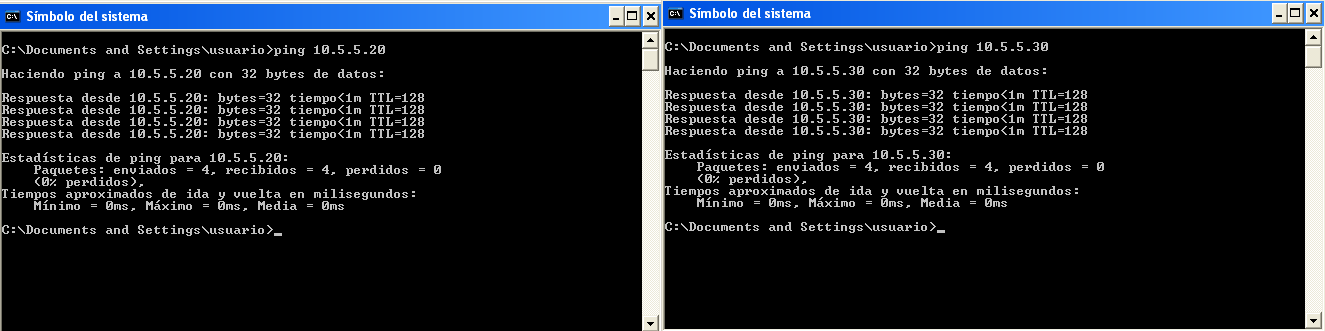 Símbolo del sistema
C:\Documents and Settings\usuario>ping 10.5.5.20
Haciendo ping a 10.5.5.20 con 32 bytes de datos:
Respuesta desde 10.5.5.20: bytes=32 tiempo<1m TTL=128
Respuesta desde 10.5.5.20: bytes=32 tiempo<1m TTL=128
Respuesta desde 10.5.5.20: bytes=32 tiempo<1m TTL=128
Respuesta desde 10.5.5.20: bytes=32 tiempo<1m TTL=128
Estadísticas de ping para 10.5.5.20:
    Paquetes: enviados = 4, recibidos = 4, perdidos = 0
    (0% perdidos),
Tiempos aproximados de ida y vuelta en milisegundos:
    Mínimo = 0ms, Máximo = 0ms, Media = 0ms
C:\Documents and Settings\usuario>_
Símbolo del sistema
C:\Documents and Settings\usuario>ping 10.5.5.30
Haciendo ping a 10.5.5.30 con 32 bytes de datos:
Respuesta desde 10.5.5.30: bytes=32 tiempo<1m TTL=128
Respuesta desde 10.5.5.30: bytes=32 tiempo<1m TTL=128
Respuesta desde 10.5.5.30: bytes=32 tiempo<1m TTL=128
Respuesta desde 10.5.5.30: bytes=32 tiempo<1m TTL=128
Estadísticas de ping para 10.5.5.30:
    Paquetes: enviados = 4, recibidos = 4, perdidos = 0
    (0% perdidos),
Tiempos aproximados de ida y vuelta en milisegundos:
    Mínimo = 0ms, Máximo = 0ms, Media = 0ms
C:\Documents and Settings\usuario>_